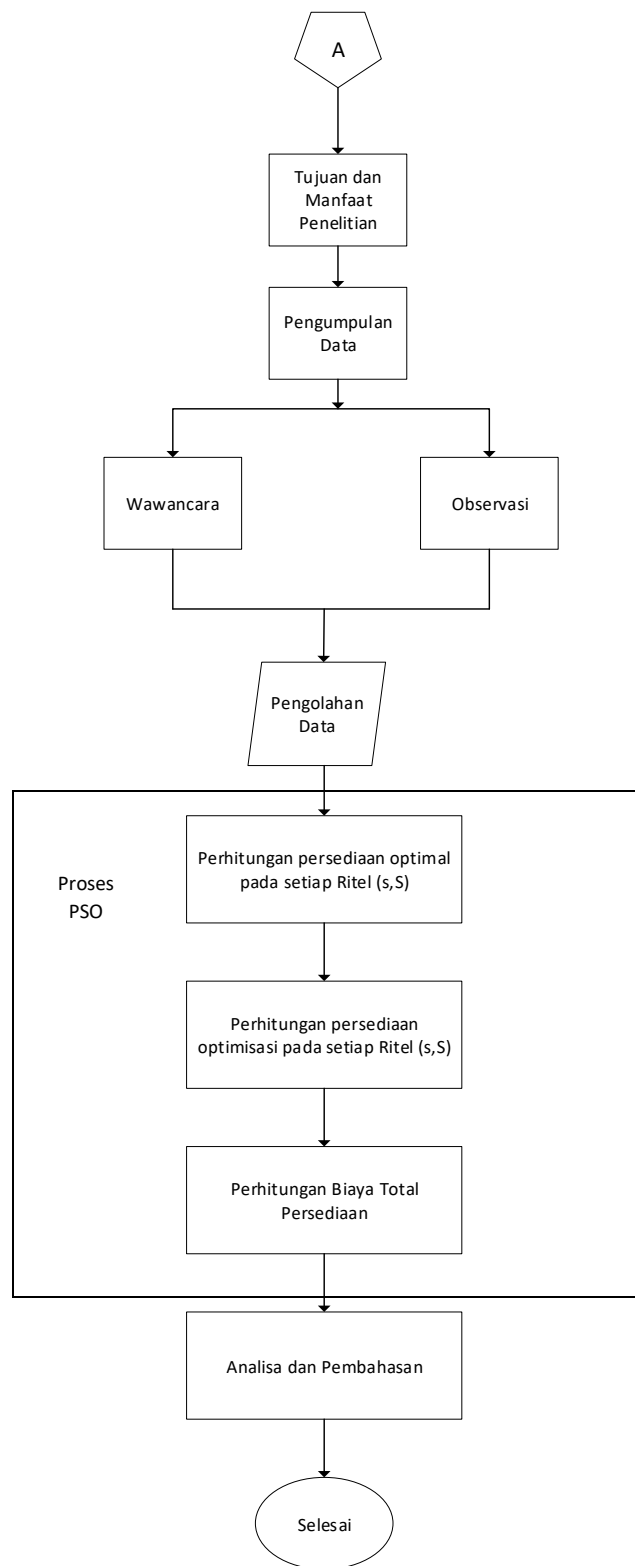 A
Tujuan dan
Manfaat
Penelitian
Pengumpulan
Data
Wawancara
Observasi
Pengolahan
Data
Proses
PSO
Perhitungan persediaan optimal
pada setiap Ritel (s,S)
Perhitungan persediaan
optimisasi pada setiap Ritel (s,S)
Perhitungan Biaya Total
Persediaan
Analisa dan Pembahasan
Selesai